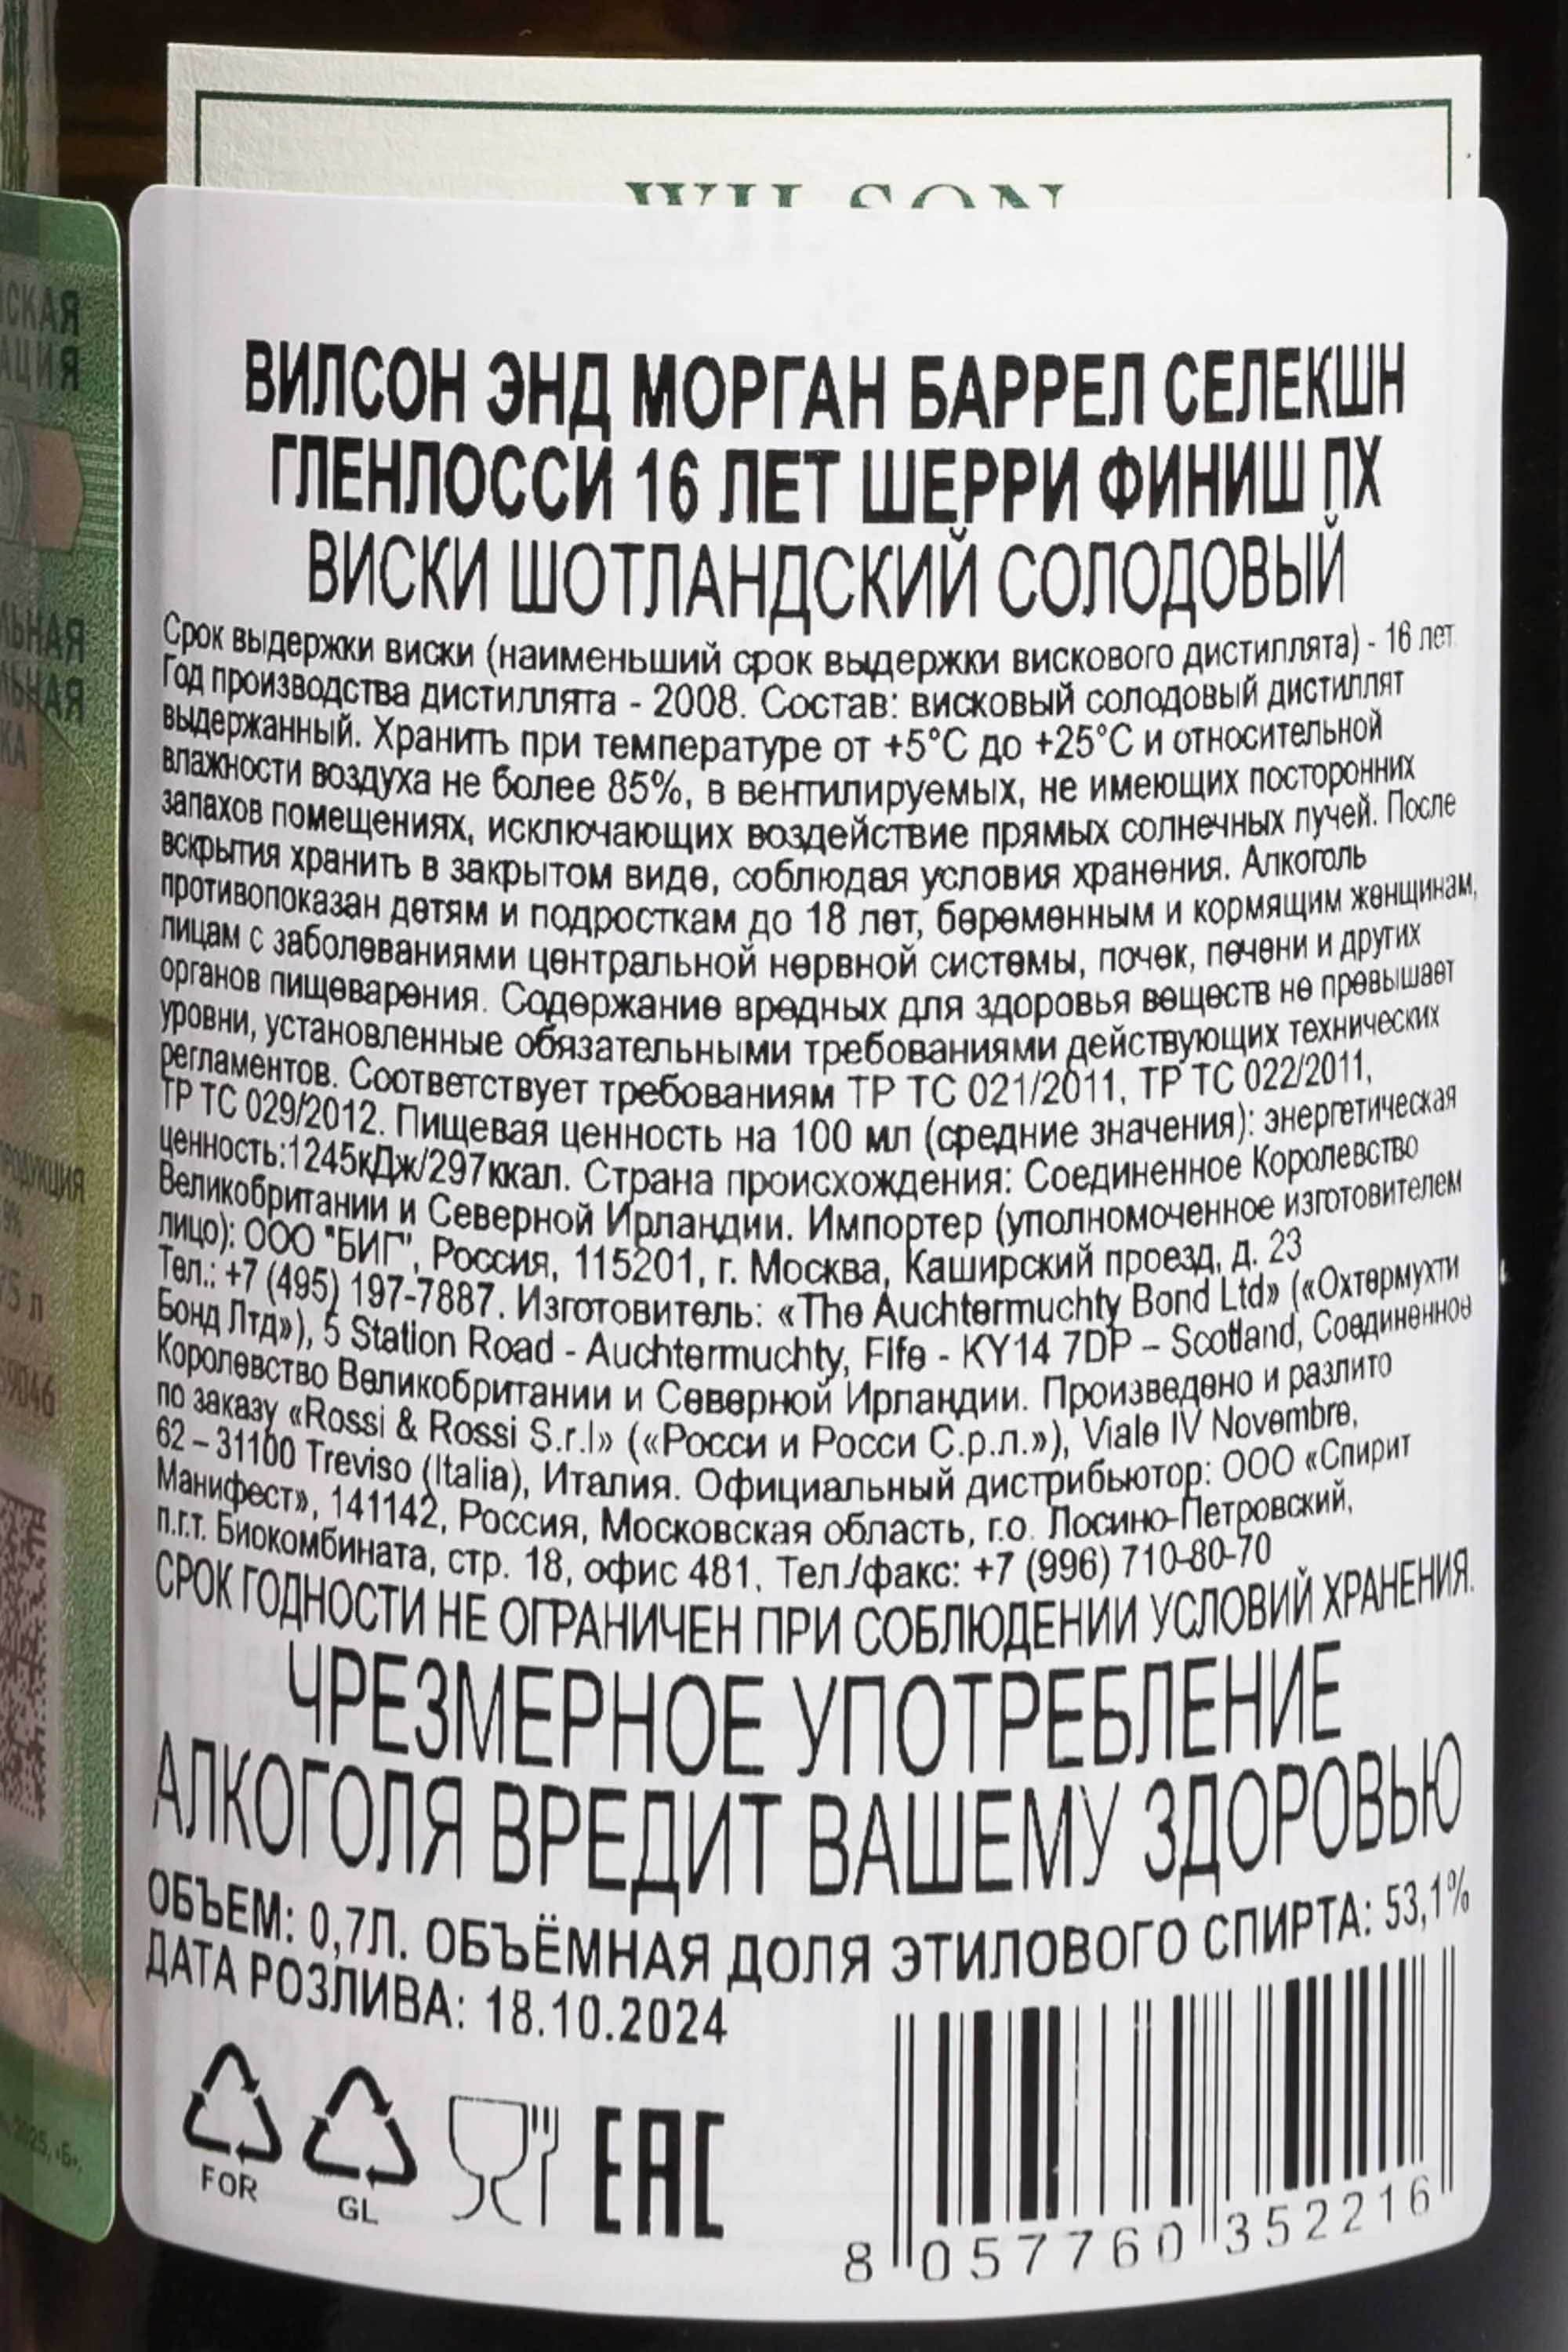 WILSON
ВИЛСОН ЭНД МОРГАН БАРРЕЛ СЕЛЕКШН
ГЛЕНЛОССИ 16 ЛЕТ ШЕРРИ ФИНИШ ПХ
ВИСКИ ШОТЛАНДСКИЙ СОЛОДОВЫЙ
Срок выдержки виски (наименьший срок выдержки вискового дистиллята) - 16 лет.
Год производства дистиллята - 2008. Состав: висковый солодовый дистиллят
выдержанный. Хранить при температуре от +5°С до +25°С и относительной
влажности воздуха не более 85%, в вентилируемых, не имеющих посторонних
запахов помещениях, исключающих воздействие прямых солнечных лучей. После
вскрытия хранить в закрытом виде, соблюдая условия хранения. Алкоголь
противопоказан детям и подросткам до 18 лет, беременным и кормящим женщинам,
лицам с заболеваниями центральной нервной системы, почек, печени и других
органов пищеварения. Содержание вредных для здоровья веществ не превышает
уровни, установленные обязательными требованиями действующих технических
регламентов. Соответствует требованиям ТР ТС 021/2011, ТР ТС 022/2011,
ТР ТС 029/2012. Пищевая ценность на 100 мл (средние значения): энергетическая
ценность:1245кДж/297ккал. Страна происхождения: Соединенное Королевство
Великобритании и Северной Ирландии. Импортер (уполномоченное изготовителем
лицо): ООО "БИГ", Россия, 115201, г. Москва, Каширский проезд, д. 23
Тел.: +7 (495) 197-7887. Изготовитель: «The Auchtermuchty Bond Ltd» («Охтермухти
Бонд Лтд»), 5 Station Road - Auchtermuchty, Fife - KY14 7DP – Scotland, Соединенное
Королевство Великобритании и Северной Ирландии. Произведено и разлито
по заказу «Rossi & Rossi S.r.l» («Росси и Росси С.р.л.»), Viale IV Novembre,
62 – 31100 Treviso (Italia), Италия. Официальный дистрибьютор: ООО «Спирит
Манифест», 141142, Россия, Московская область, г.о. Лосино-Петровский,
п.г.т. Биокомбината, стр. 18, офис 481. Тел./факс: +7 (996) 710-80-70
СРОК ГОДНОСТИ НЕ ОГРАНИЧЕН ПРИ СОБЛЮДЕНИИ УСЛОВИЙ ХРАНЕНИЯ.
ЧРЕЗМЕРНОЕ УПОТРЕБЛЕНИЕ
АЛКОГОЛЯ ВРЕДИТ ВАШЕМУ ЗДОРОВЬЮ
ОБЪЕМ: 0,7Л. ОБЪЁМНАЯ ДОЛЯ ЭТИЛОВОГО СПИРТА: 53,1%
ДАТА РОЗЛИВА: 18.10.2024
FOR
GL
EAC
8 057760 352216